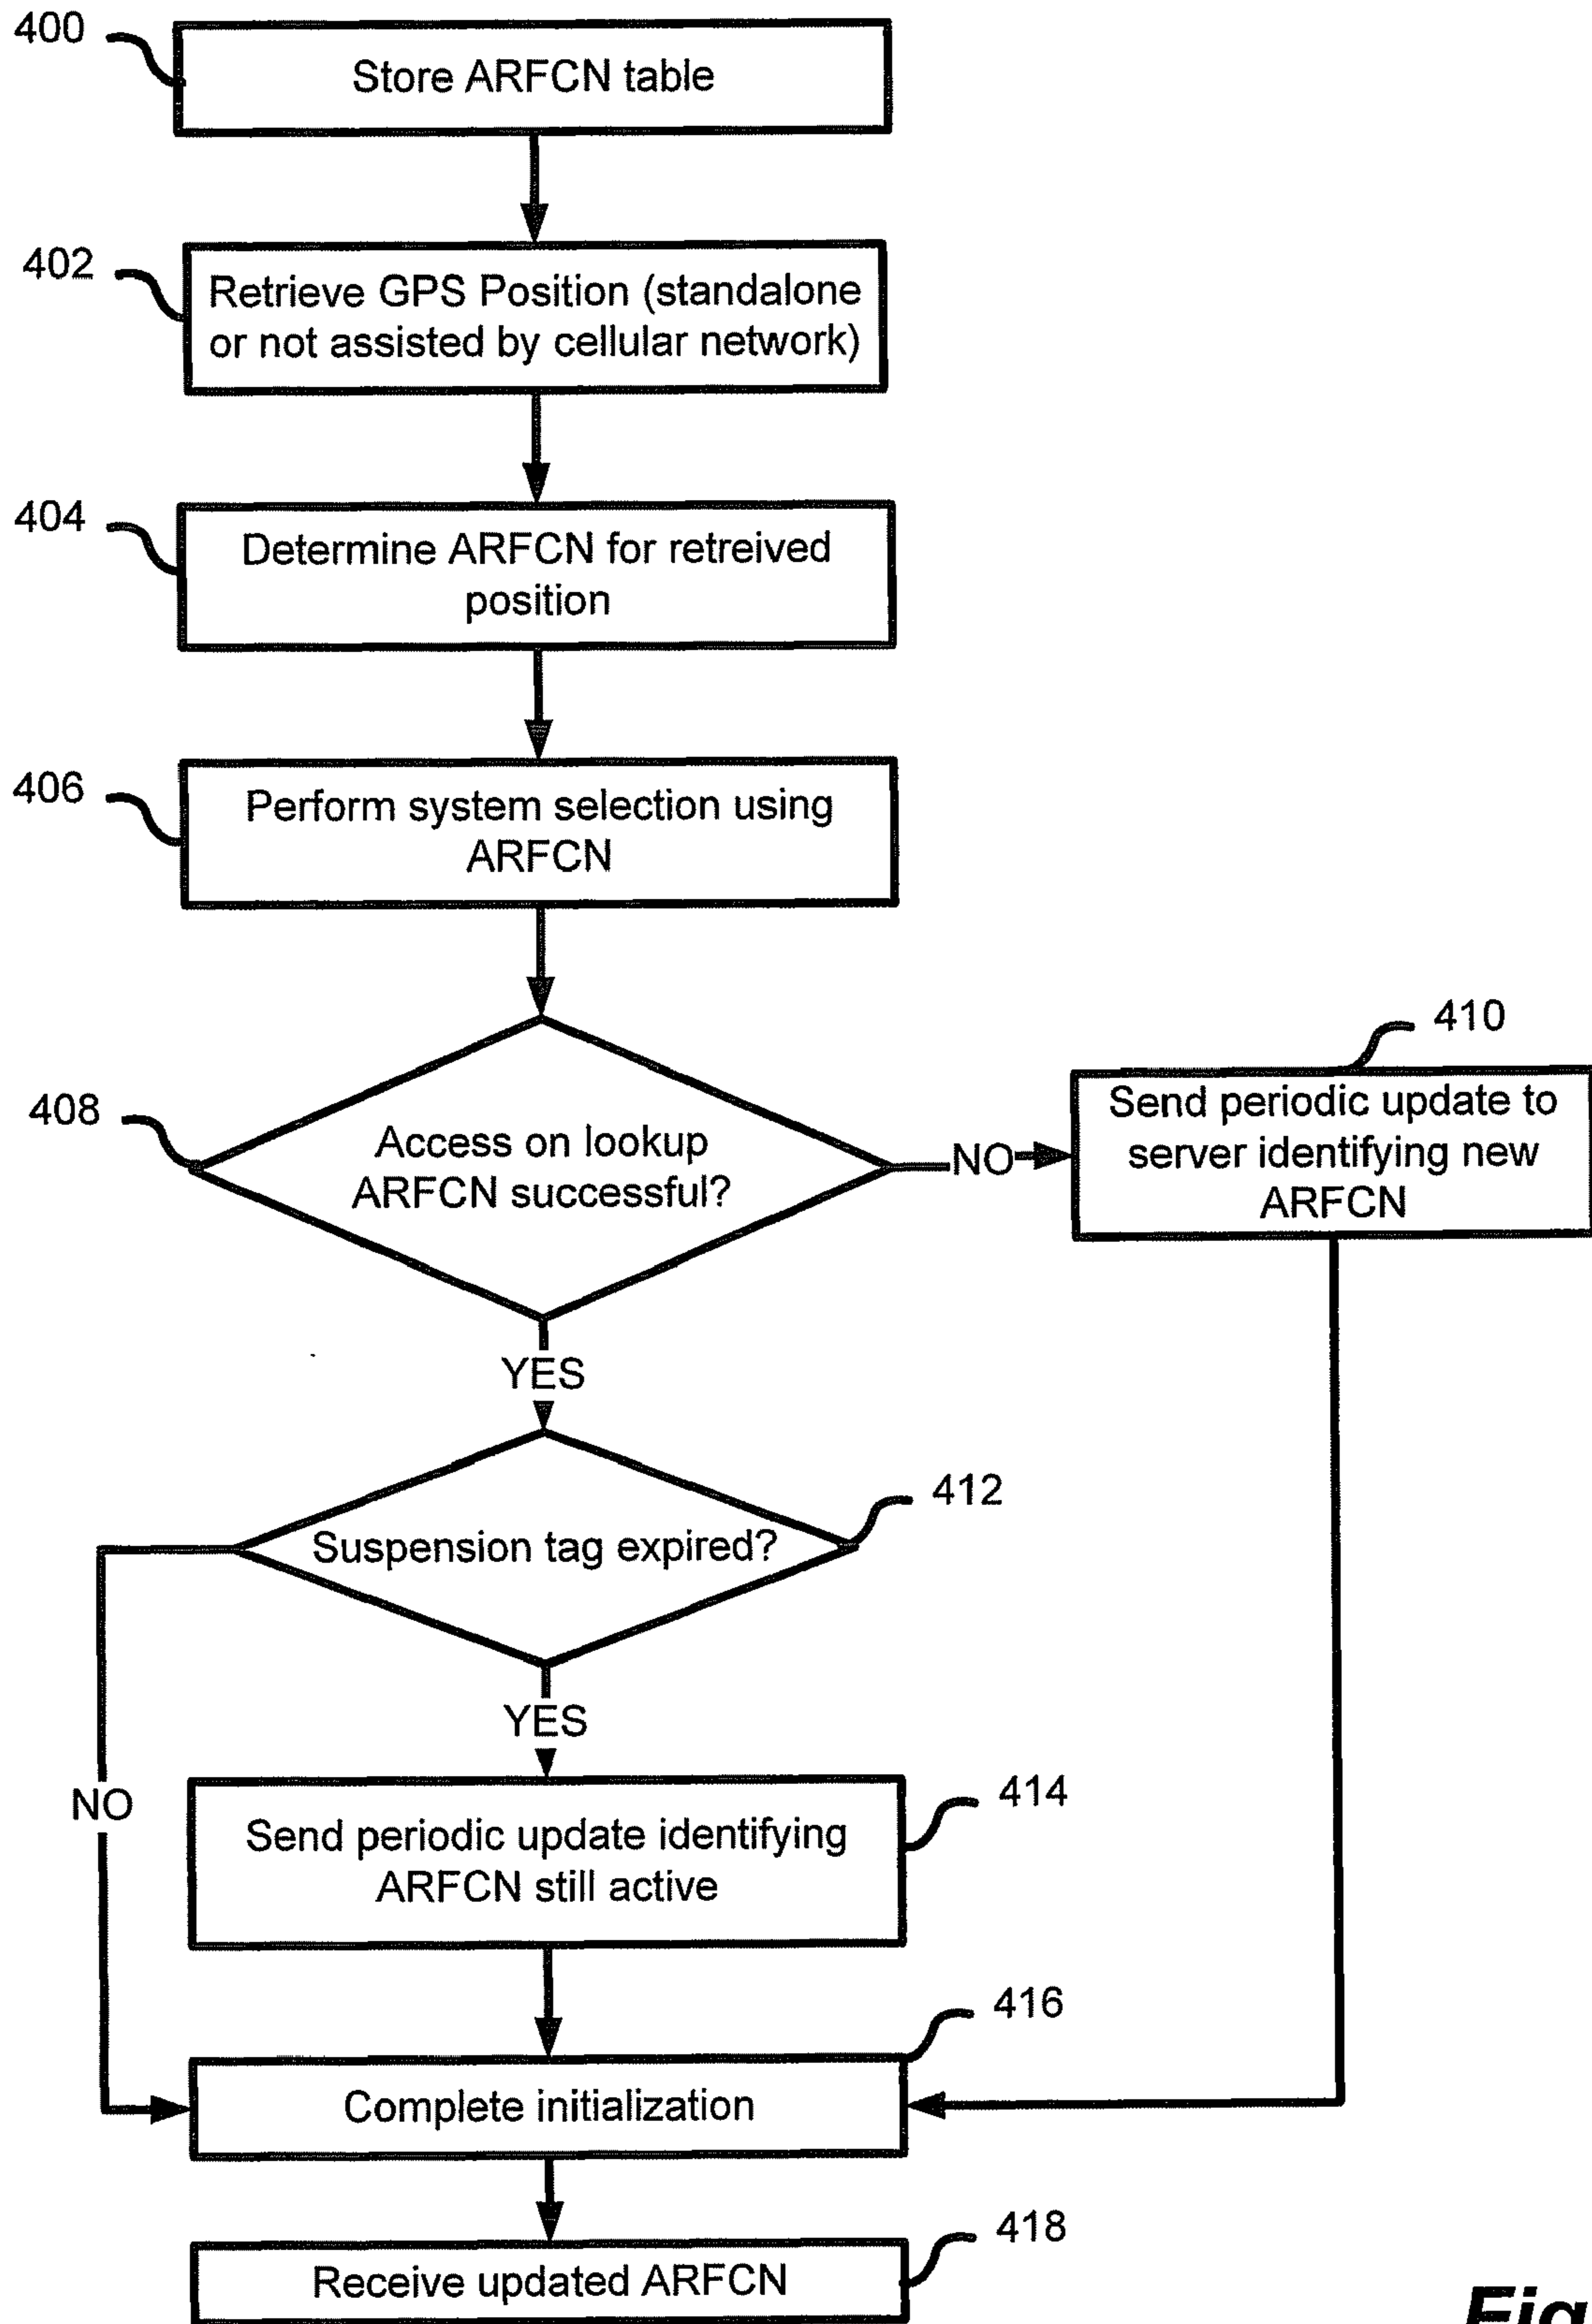 400
Store ARFCN table
402
Retrieve GPS Position (standalone
or not assisted by cellular network)
404
Determine ARFCN for retreived
position
406
Perform system selection using
ARFCN
408
Access on lookup
ARFCN successful?
NO
410
Send periodic update to
server identifying new
ARFCN
YES
412
Suspension tag expired?
YES
NO
414
Send periodic update identifying
ARFCN still active
416
Complete initialization
418
Receive updated ARFCN
Fig